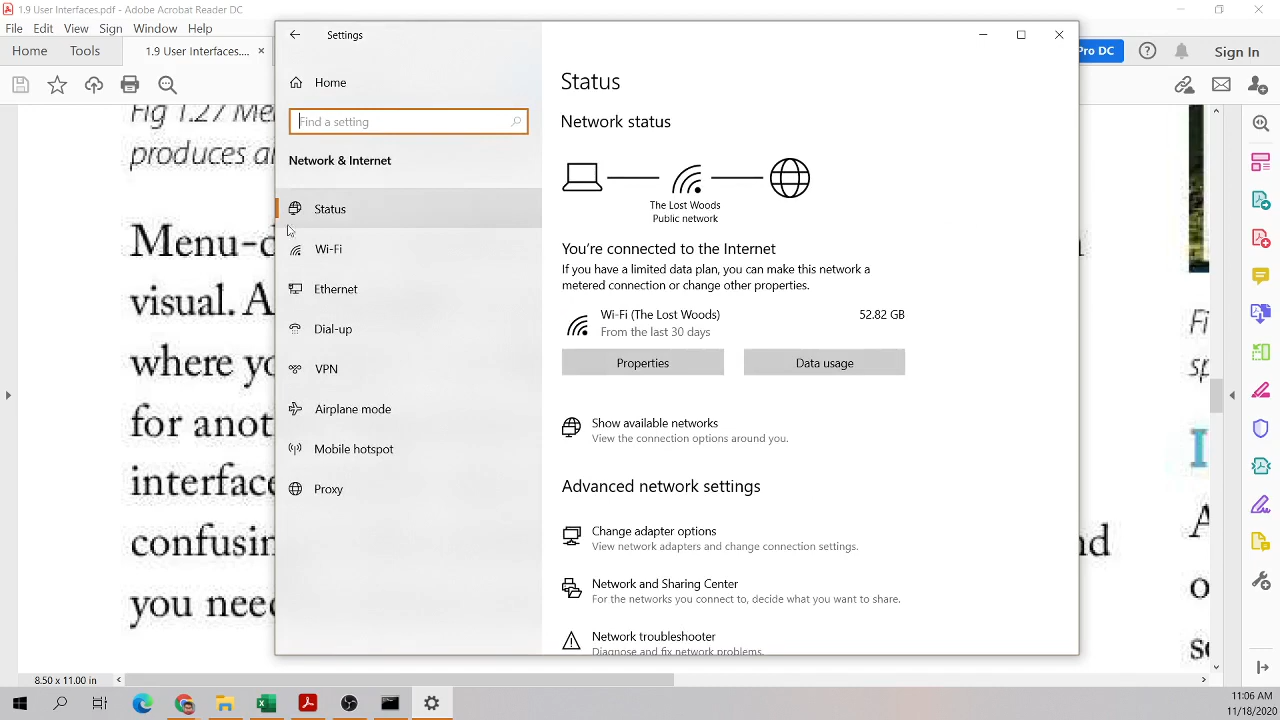 1.9 User Interfaces.pdf - Adobe Acrobat Reader DC
File Edit View Sign Window Help
Home Tools 1.9 User Interfaces.... × Pro DC Sign In
Fig 1.27 Me
produces a
Menu-d
visual. A
where yo
for anot
interface
confusin
you need
nd
8.50 x 11.00 in
Settings
Home
Find a setting
Network & Internet
Status
Wi-Fi
Ethernet
Dial-up
VPN
Airplane mode
Mobile hotspot
Proxy
Status
Network status
The Lost Woods
Public network
You're connected to the Internet
If you have a limited data plan, you can make this network a
metered connection or change other properties.
Wi-Fi (The Lost Woods) 52.82 GB
From the last 30 days
Properties Data usage
Show available networks
View the connection options around you.
Advanced network settings
Change adapter options
View network adapters and change connection settings.
Network and Sharing Center
For the networks you connect to, decide what you want to share.
Network troubleshooter
Diagnose and fix network problems.
11:06 AM
11/18/2020